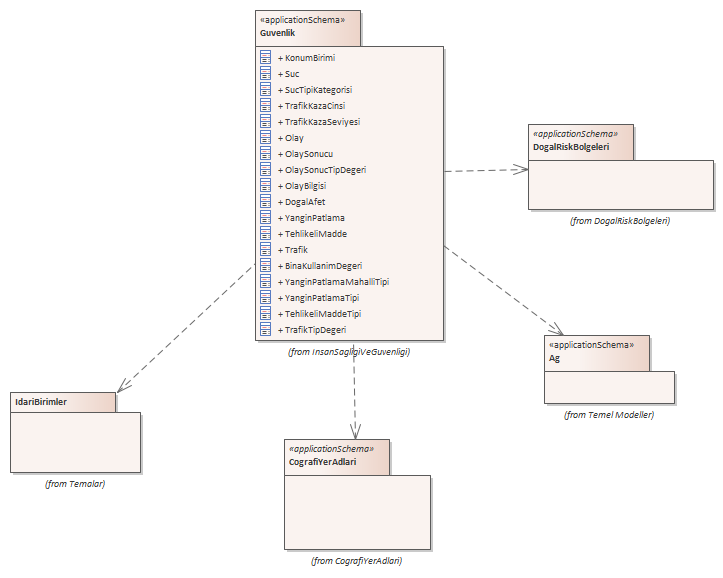 «applicationSchema»
Guvenlik
+ KonumBirimi
+ Suc
+ SucTipiKategorisi
+ TrafikKazaCinsi
+ TrafikKazaSeviyesi
+ Olay
+ OlaySonucu
+ OlaySonucTipDegeri
+ OlayBilgisi
+ DogalAfet
+ YanginPatlama
+ TehlikeliMadde
+ Trafik
+ BinaKullanimDegeri
+ YanginPatlamaMahalliTipi
+ YanginPatlamaTipi
+ TehlikeliMaddeTipi
+ TrafikTipDegeri
(from InsanSagligiVeGuvenligi)
«applicationSchema»
DogalRiskBolgeleri
(from DogalRiskBolgeleri)
«applicationSchema»
Ag
(from Temel Modeller)
IdariBirimler
(from Temalar)
«applicationSchema»
CografiYerAdlari
(from CografiYerAdlari)